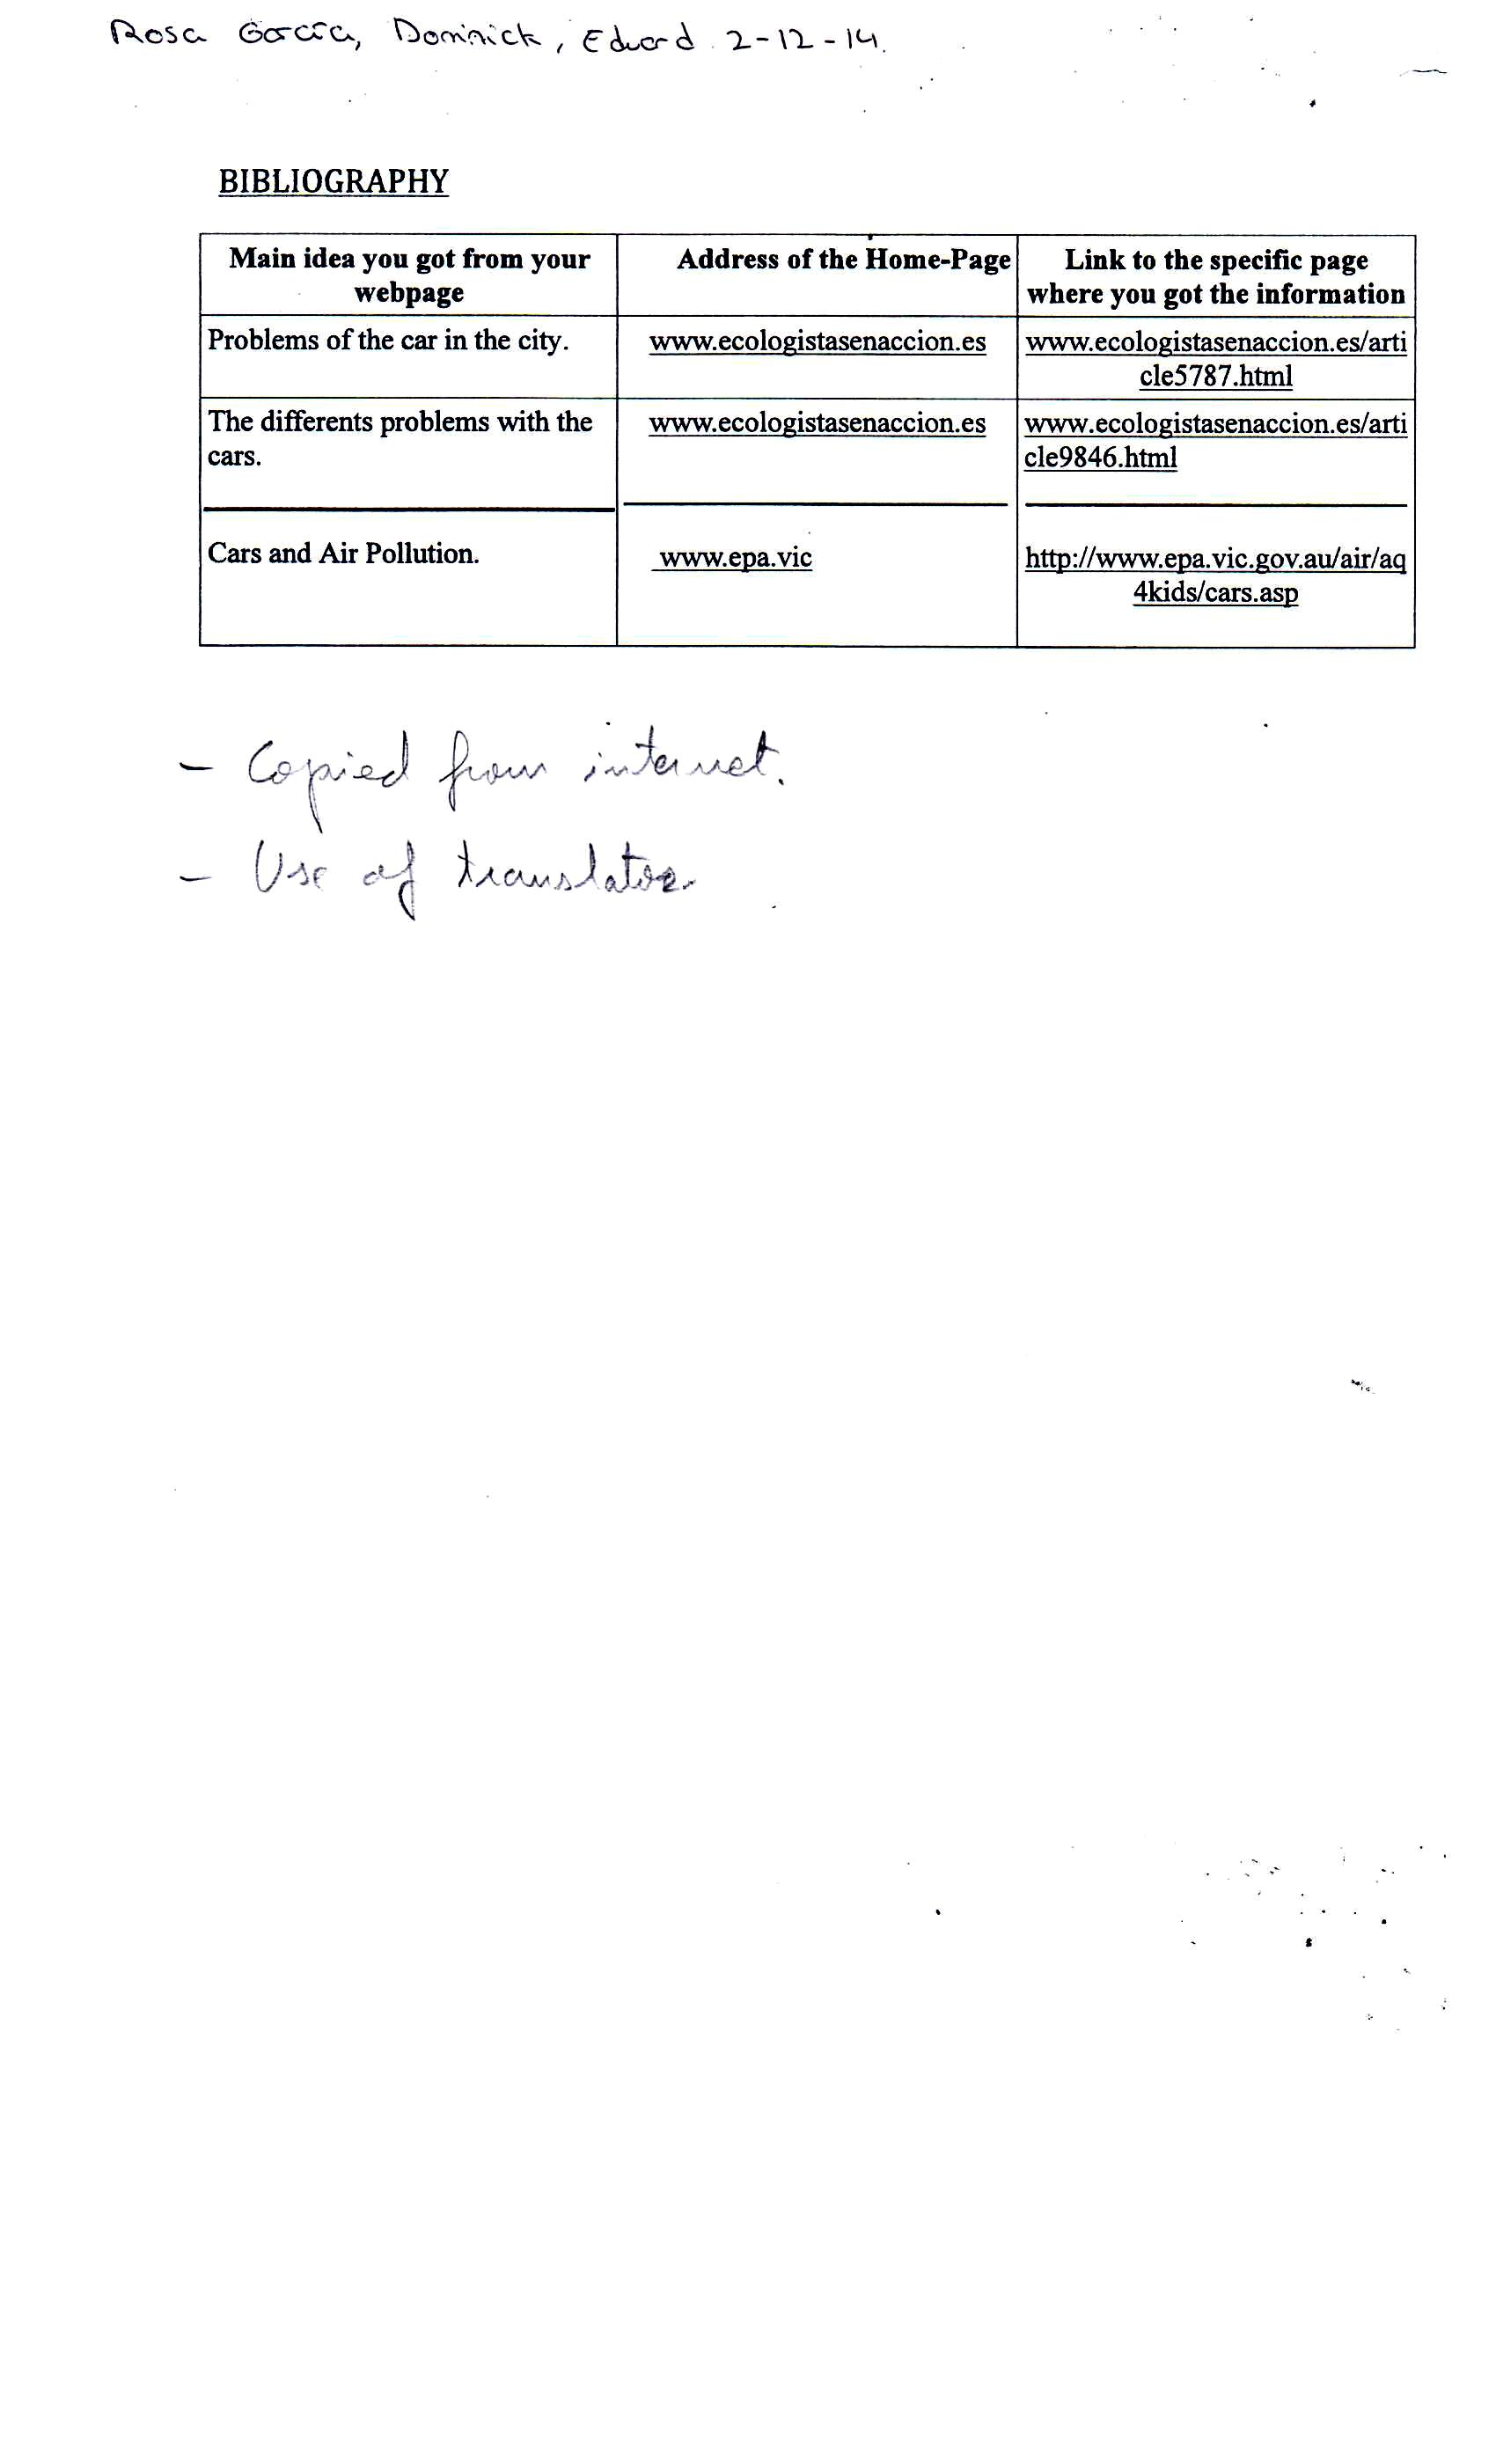 Rosa García, Dominick, Eduard 2-12-14.
BIBLIOGRAPHY
Main idea you got from your
webpage
Address of the Home-Page
Link to the specific page
where you got the information
Problems of the car in the city.
www.ecologistasenaccion.es
www.ecologistasenaccion.es/arti
cle5787.html
The differents problems with the
cars.
www.ecologistasenaccion.es
www.ecologistasenaccion.es/arti
cle9846.html
Cars and Air Pollution.
www.epa.vic
http://www.epa.vic.gov.au/air/aq
4kids/cars.asp
- Copied from internet.
- Use of translator.